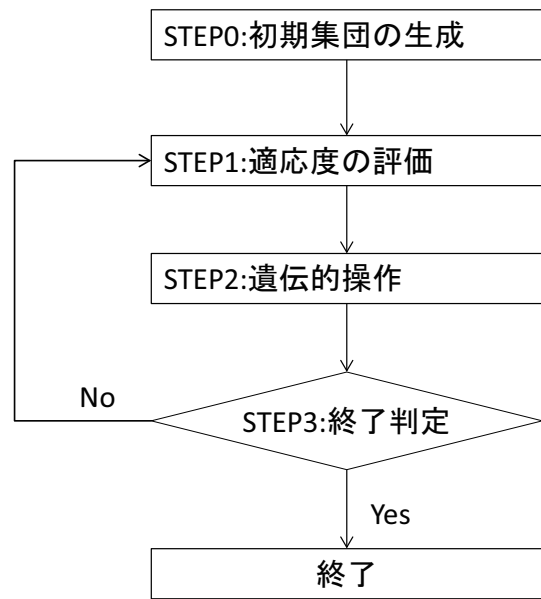 STEP0:初期集団の生成
STEP1:適応度の評価
STEP2:遺伝的操作
No
STEP3:終了判定
Yes
終了